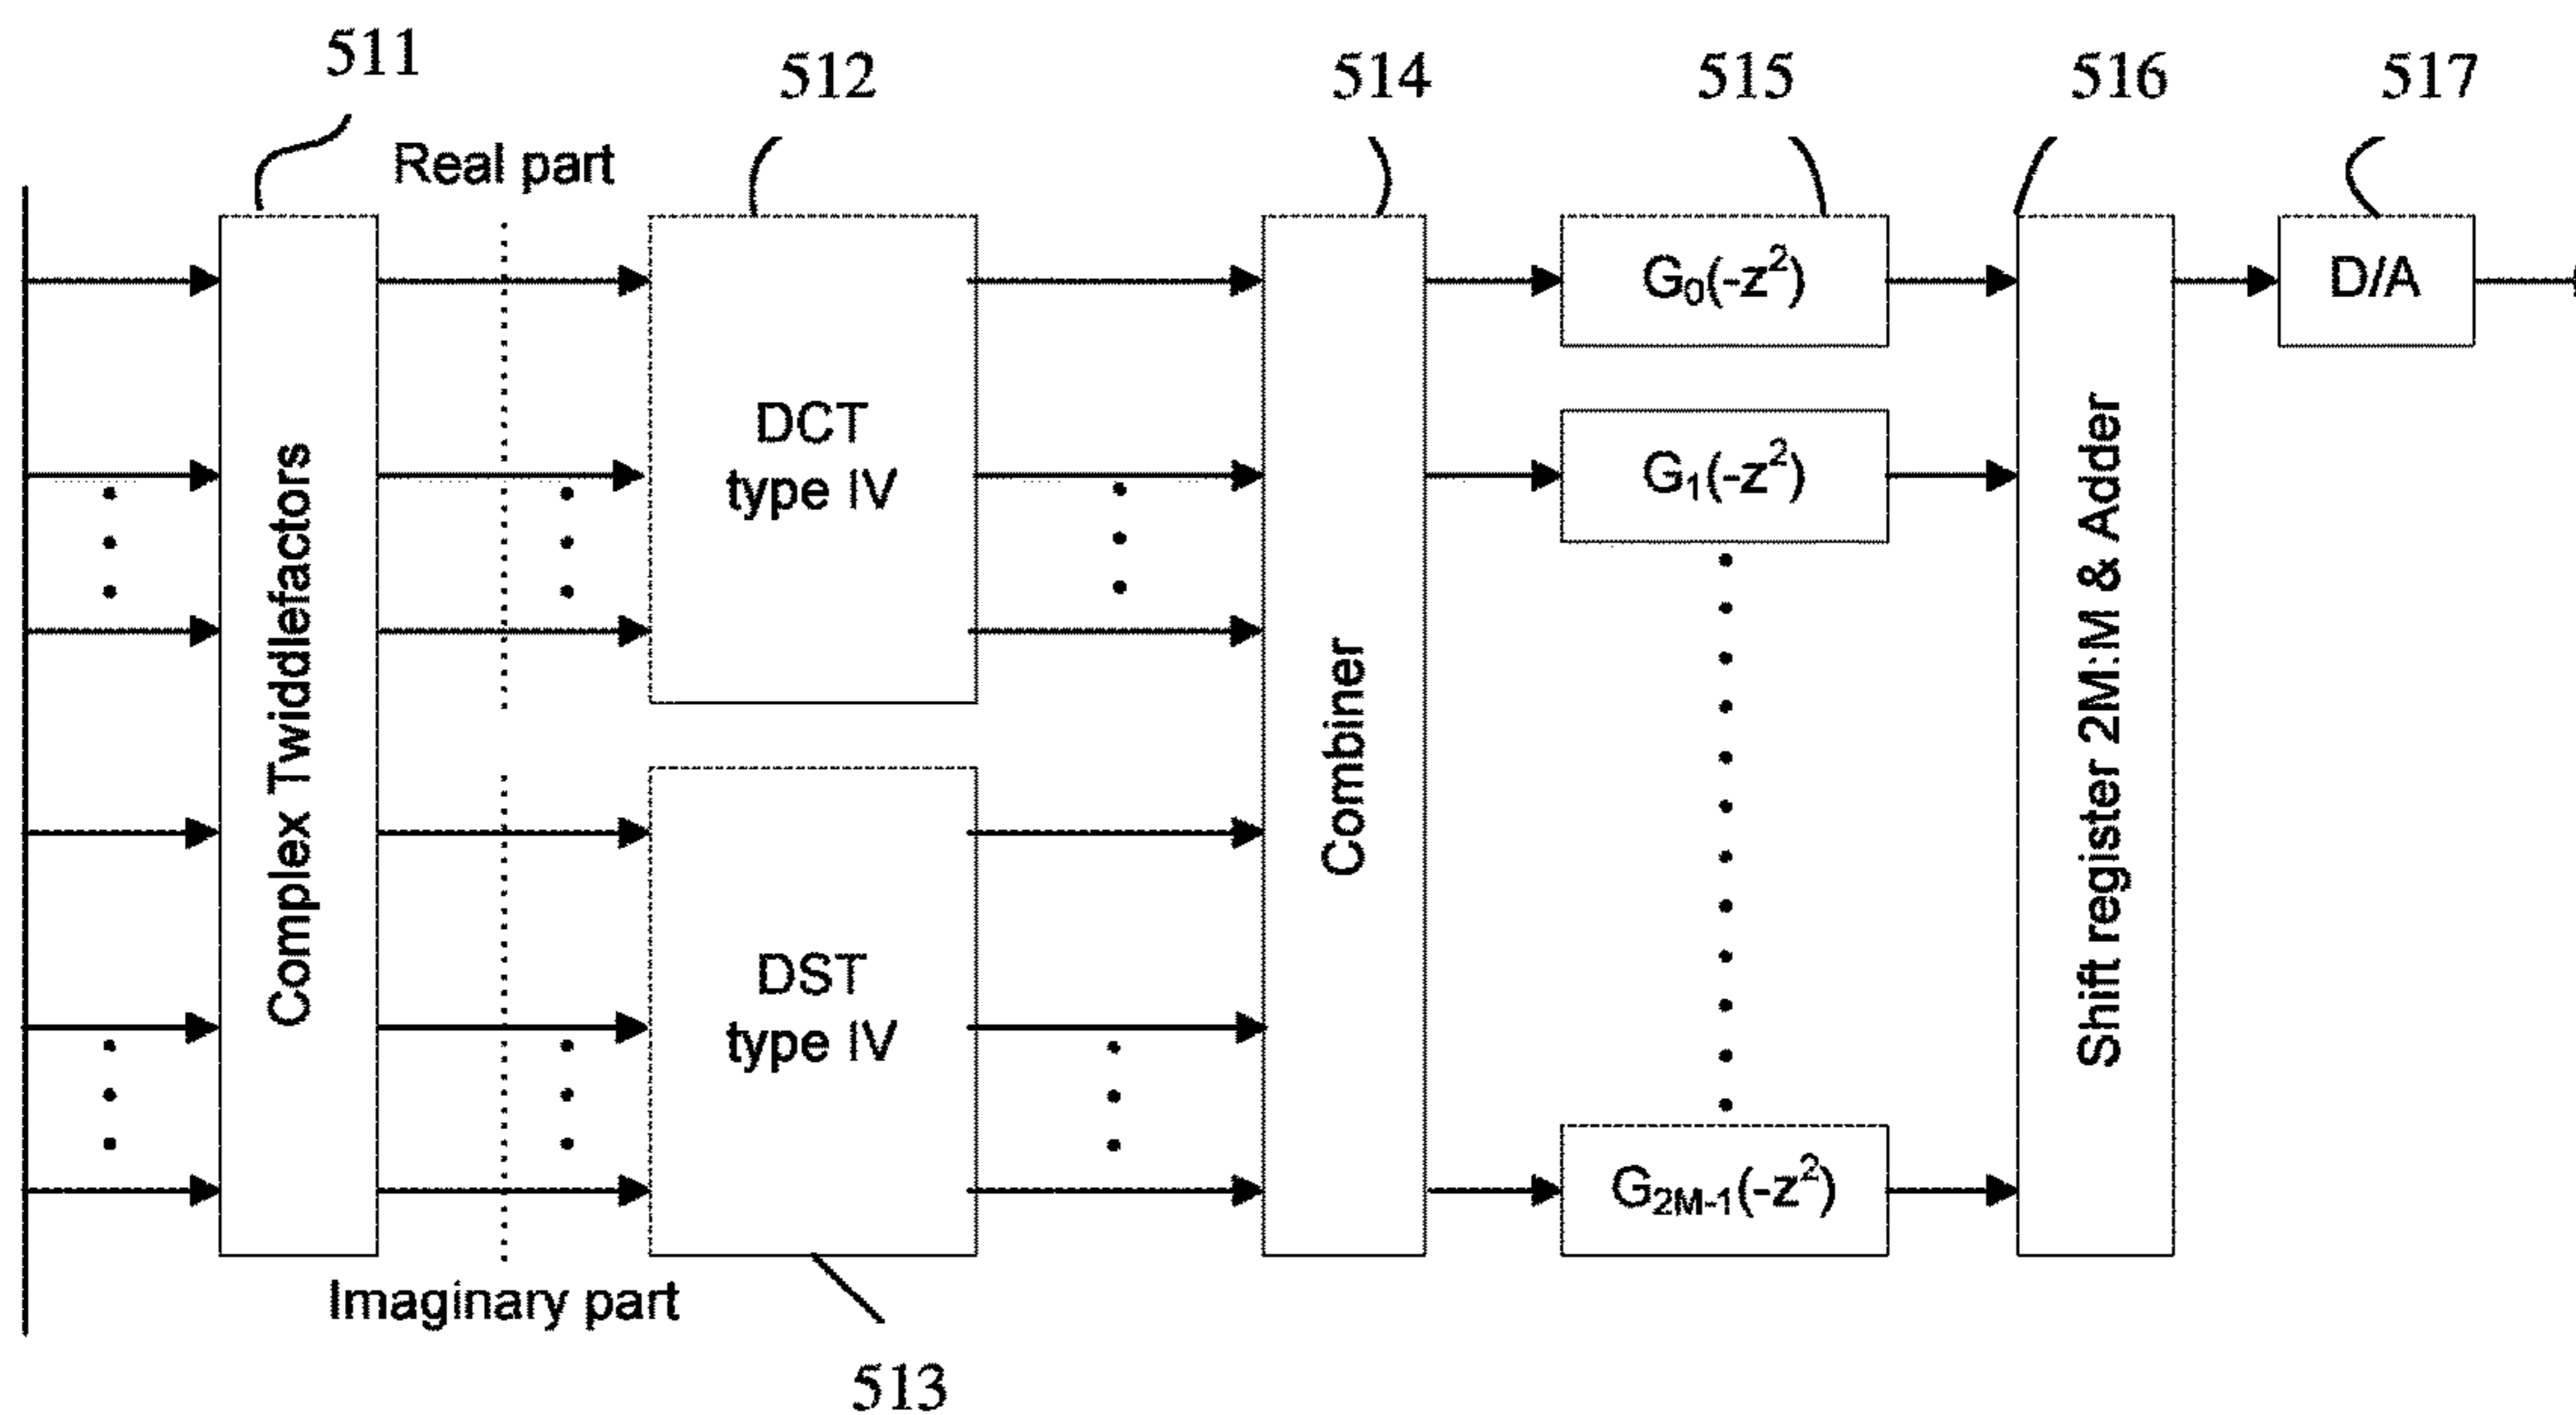 511
512
514
515
516
517
Real part
Complex Twiddlefactors
DCT
type IV
Combiner
G₀(-z²)
G₁(-z²)
G₂M₋₁(-z²)
Shift register 2M:M & Adder
D/A
DST
type IV
Imaginary part
513